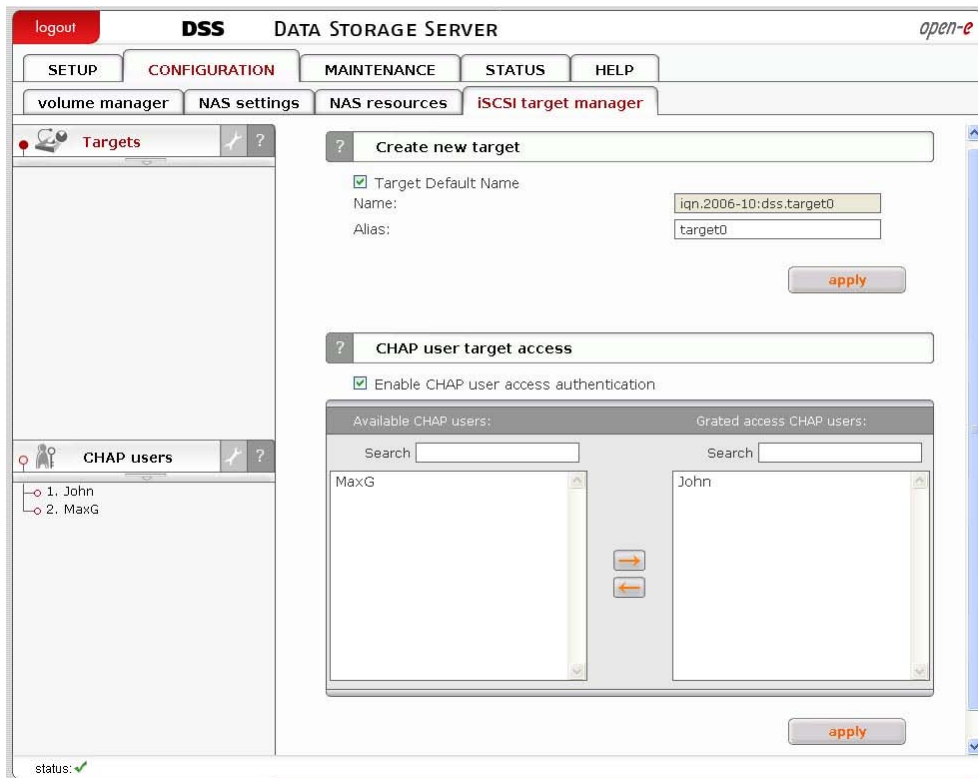 logout
DSS DATA STORAGE SERVER
open-e
SETUP CONFIGURATION MAINTENANCE STATUS HELP
volume manager NAS settings NAS resources iSCSI target manager
Targets ?
? Create new target
Target Default Name
Name: iqn.2006-10:dss.target0
Alias: target0
apply
? CHAP user target access
Enable CHAP user access authentication
Available CHAP users: Grated access CHAP users:
Search Search
MaxG John
CHAP users ?
1. John
2. MaxG
apply
status: